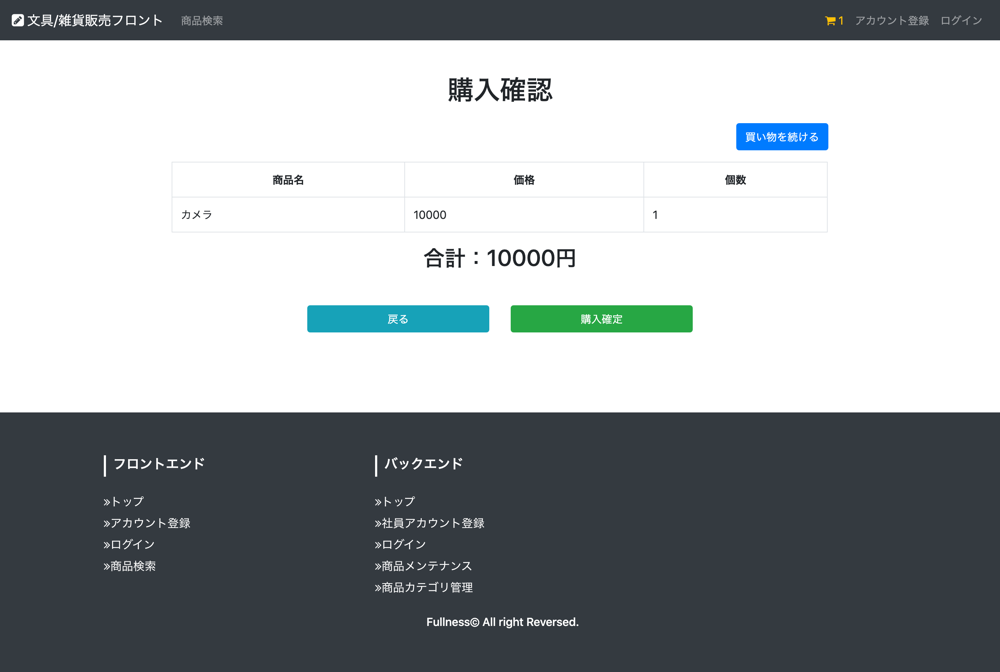 文具/雑貨販売フロント 商品検索 1 アカウント登録 ログイン
購入確認
買い物を続ける
商品名 価格 個数
カメラ 10000 1
合計：10000円
戻る 購入確定
フロントエンド
»トップ
»アカウント登録
»ログイン
»商品検索
バックエンド
»トップ
»社員アカウント登録
»ログイン
»商品メンテナンス
»商品カテゴリ管理
Fullness© All right Reversed.